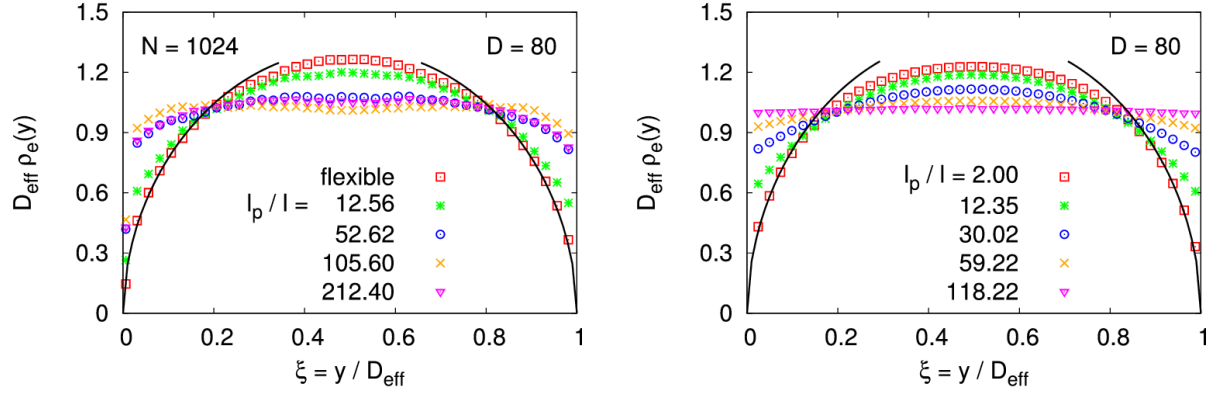 1.5
1.2
0.9
0.6
0.3
0
D_eff ρ_e(y)
N = 1024
D = 80
flexible
l_p / l = 12.56
52.62
105.60
212.40
0 0.2 0.4 0.6 0.8 1
ξ = y / D_eff
1.5
1.2
0.9
0.6
0.3
0
D_eff ρ_e(y)
D = 80
l_p / l = 2.00
12.35
30.02
59.22
118.22
0 0.2 0.4 0.6 0.8 1
ξ = y / D_eff